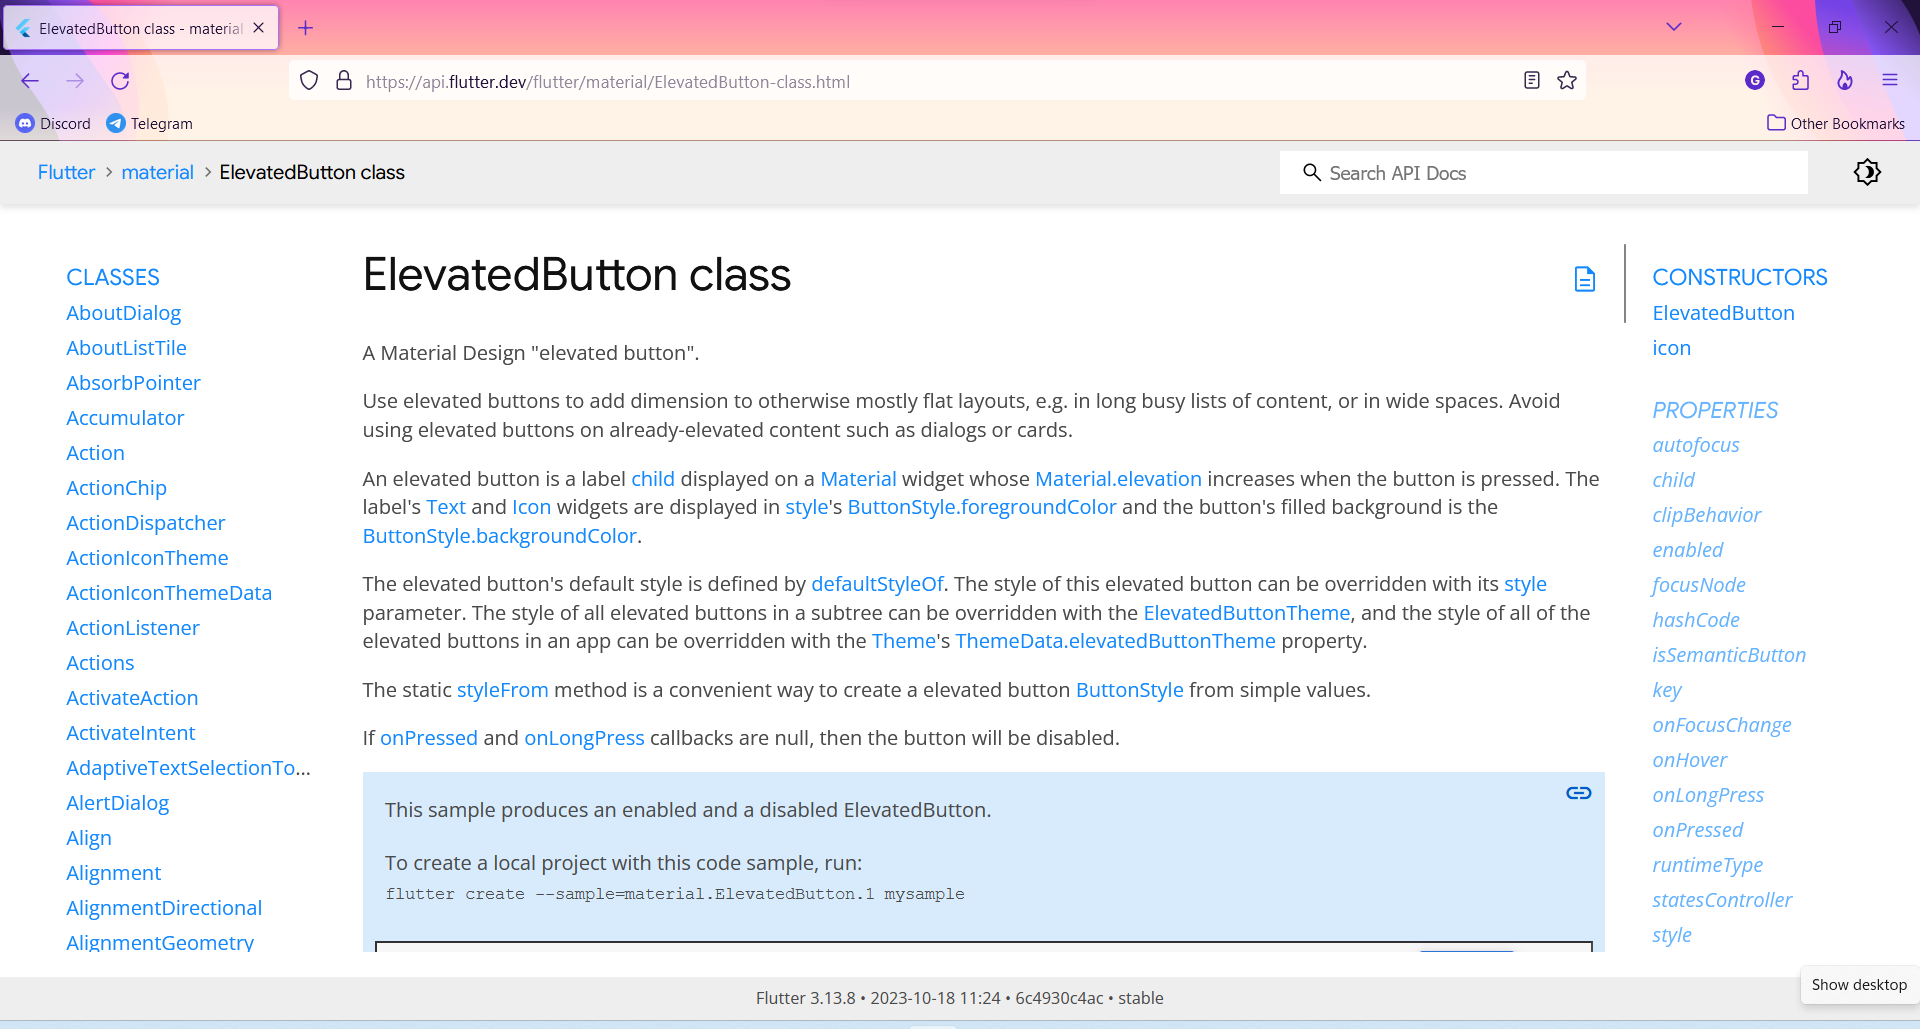 ElevatedButton class - material
https://api.flutter.dev/flutter/material/ElevatedButton-class.html
G
Discord
Telegram
Other Bookmarks
Flutter > material > ElevatedButton class
Search API Docs
CLASSES
AboutDialog
AboutListTile
AbsorbPointer
Accumulator
Action
ActionChip
ActionDispatcher
ActionIconTheme
ActionIconThemeData
ActionListener
Actions
ActivateAction
ActivateIntent
AdaptiveTextSelectionTo...
AlertDialog
Align
Alignment
AlignmentDirectional
AlignmentGeometry
ElevatedButton class
A Material Design "elevated button".
Use elevated buttons to add dimension to otherwise mostly flat layouts, e.g. in long busy lists of content, or in wide spaces. Avoid
using elevated buttons on already-elevated content such as dialogs or cards.
An elevated button is a label child displayed on a Material widget whose Material.elevation increases when the button is pressed. The
label's Text and Icon widgets are displayed in style's ButtonStyle.foregroundColor and the button's filled background is the
ButtonStyle.backgroundColor.
The elevated button's default style is defined by defaultStyleOf. The style of this elevated button can be overridden with its style
parameter. The style of all elevated buttons in a subtree can be overridden with the ElevatedButtonTheme, and the style of all of the
elevated buttons in an app can be overridden with the Theme's ThemeData.elevatedButtonTheme property.
The static styleFrom method is a convenient way to create a elevated button ButtonStyle from simple values.
If onPressed and onLongPress callbacks are null, then the button will be disabled.
This sample produces an enabled and a disabled ElevatedButton.
To create a local project with this code sample, run:
flutter create --sample=material.ElevatedButton.1 mysample
CONSTRUCTORS
ElevatedButton
icon
PROPERTIES
autofocus
child
clipBehavior
enabled
focusNode
hashCode
isSemanticButton
key
onFocusChange
onHover
onLongPress
onPressed
runtimeType
statesController
style
Flutter 3.13.8 • 2023-10-18 11:24 • 6c4930c4ac • stable
Show desktop